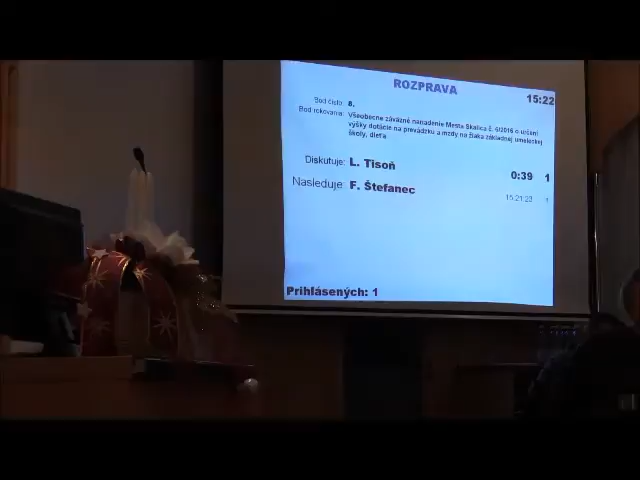 ROZPRAVA
15:22
Bod číslo: 8.
Bod rokovania: Všeobecne záväzné nariadenie Mesta Skalica č. 6/2016 o určení
výšky dotácie na prevádzku a mzdy na žiaka základnej umeleckej
školy, dieťa
Diskutuje: L. Tisoň 0:39 1
Nasleduje: F. Štefanec 15:21:23 1
Prihlásených: 1